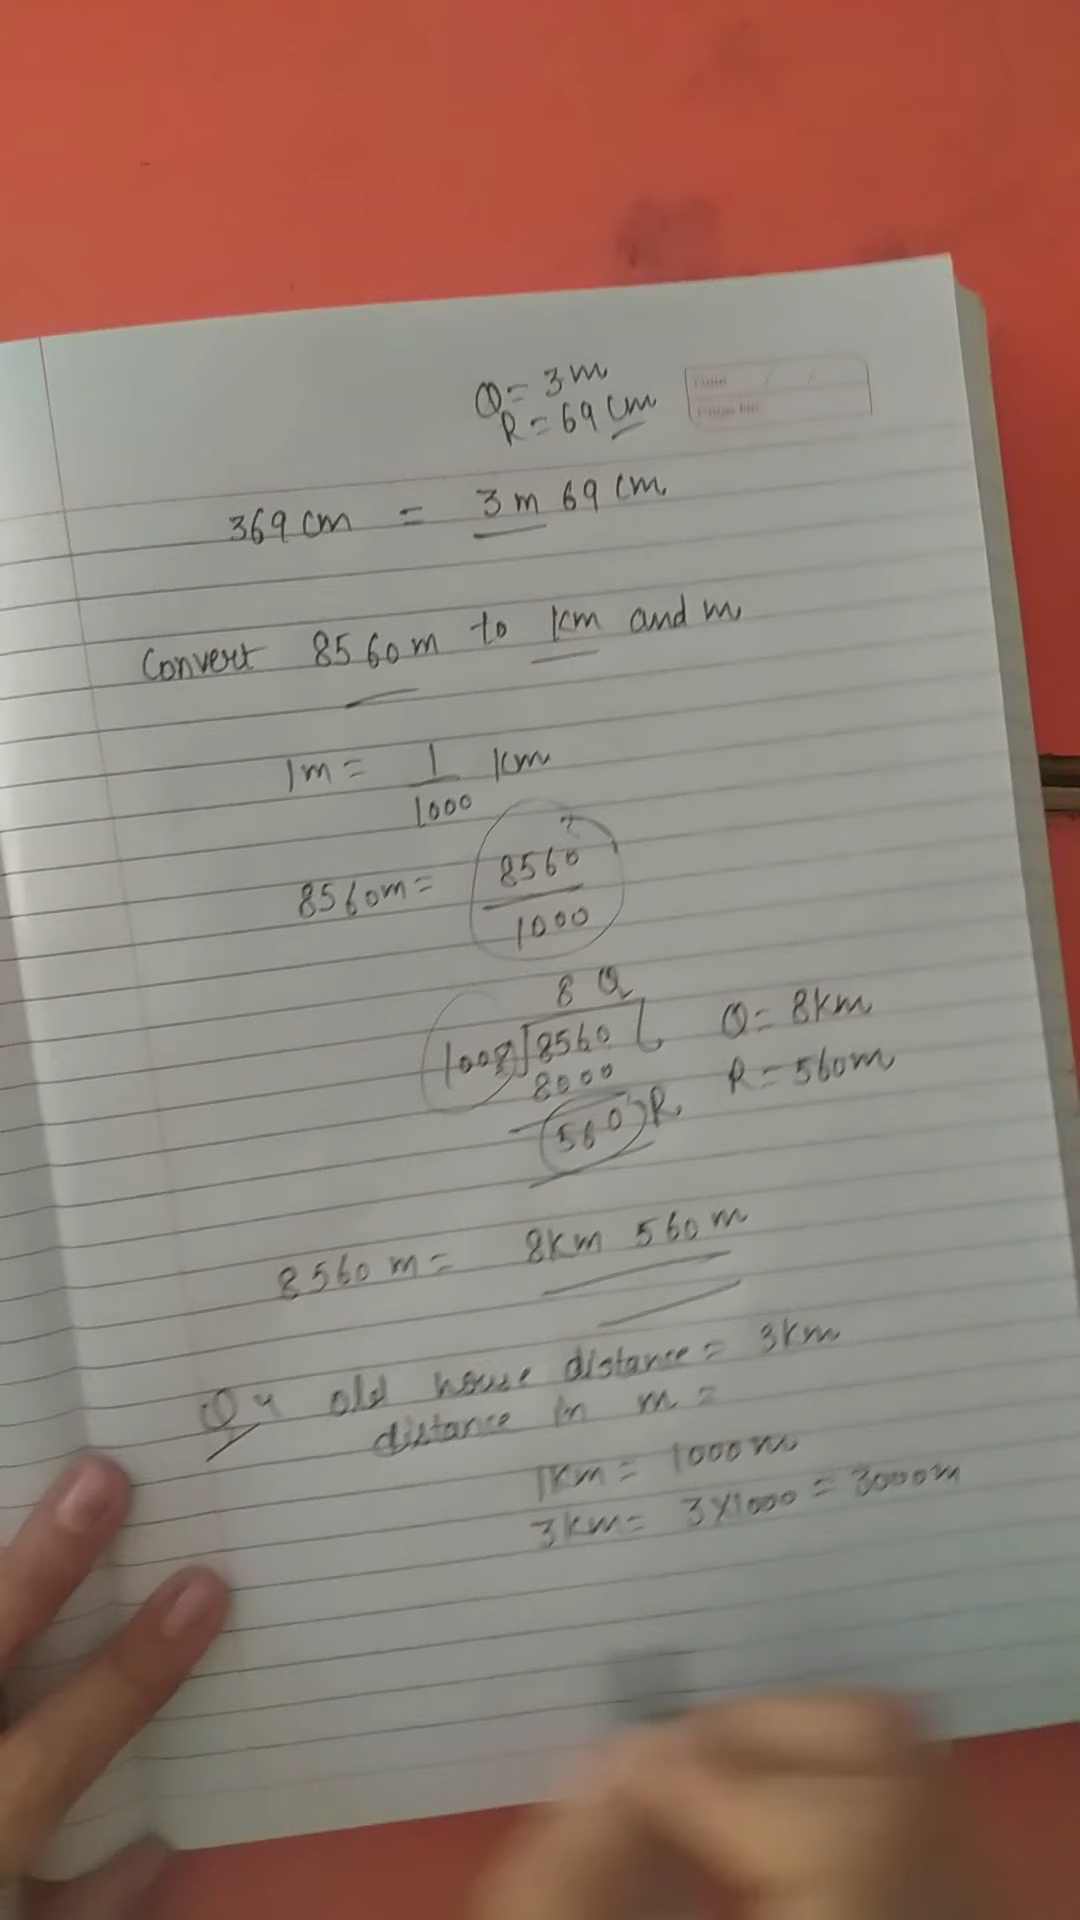 Q = 3m
R = 69 cm
369 cm = 3 m 69 cm
Convert 8560 m to km and m
1m = 1/1000 km
8560m = 8560/1000
8 Q
1000 8560
8000
560 R
Q = 8km
R = 560m
8560 m = 8km 560 m
Q4 old house distance = 3km
distance in m =
1km = 1000m
3km = 3x1000 = 3000m